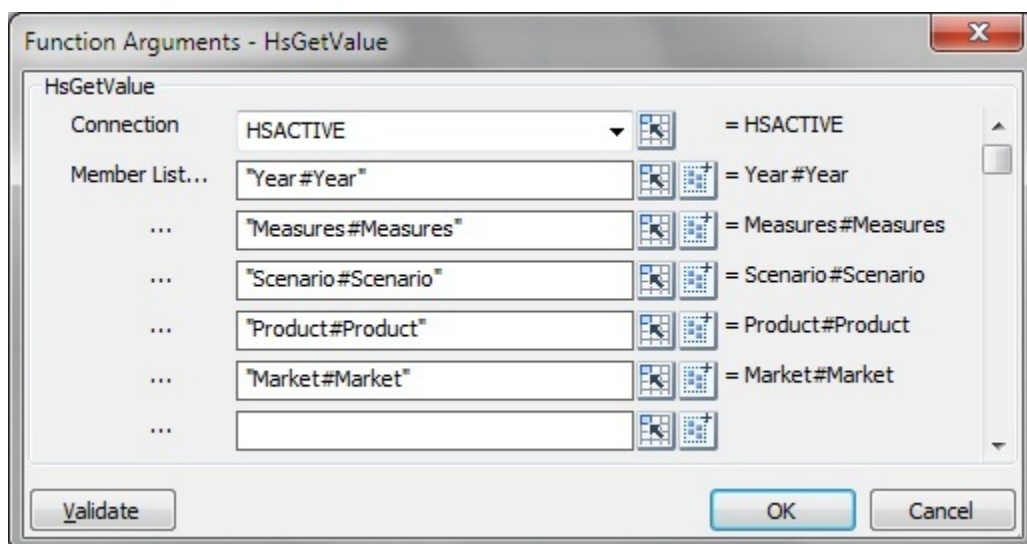 Function Arguments - HsGetValue
HsGetValue
Connection HSACTIVE = HSACTIVE
Member List... "Year#Year" = Year#Year
... "Measures#Measures" = Measures#Measures
... "Scenario#Scenario" = Scenario#Scenario
... "Product#Product" = Product#Product
... "Market#Market" = Market#Market
...
Validate OK Cancel